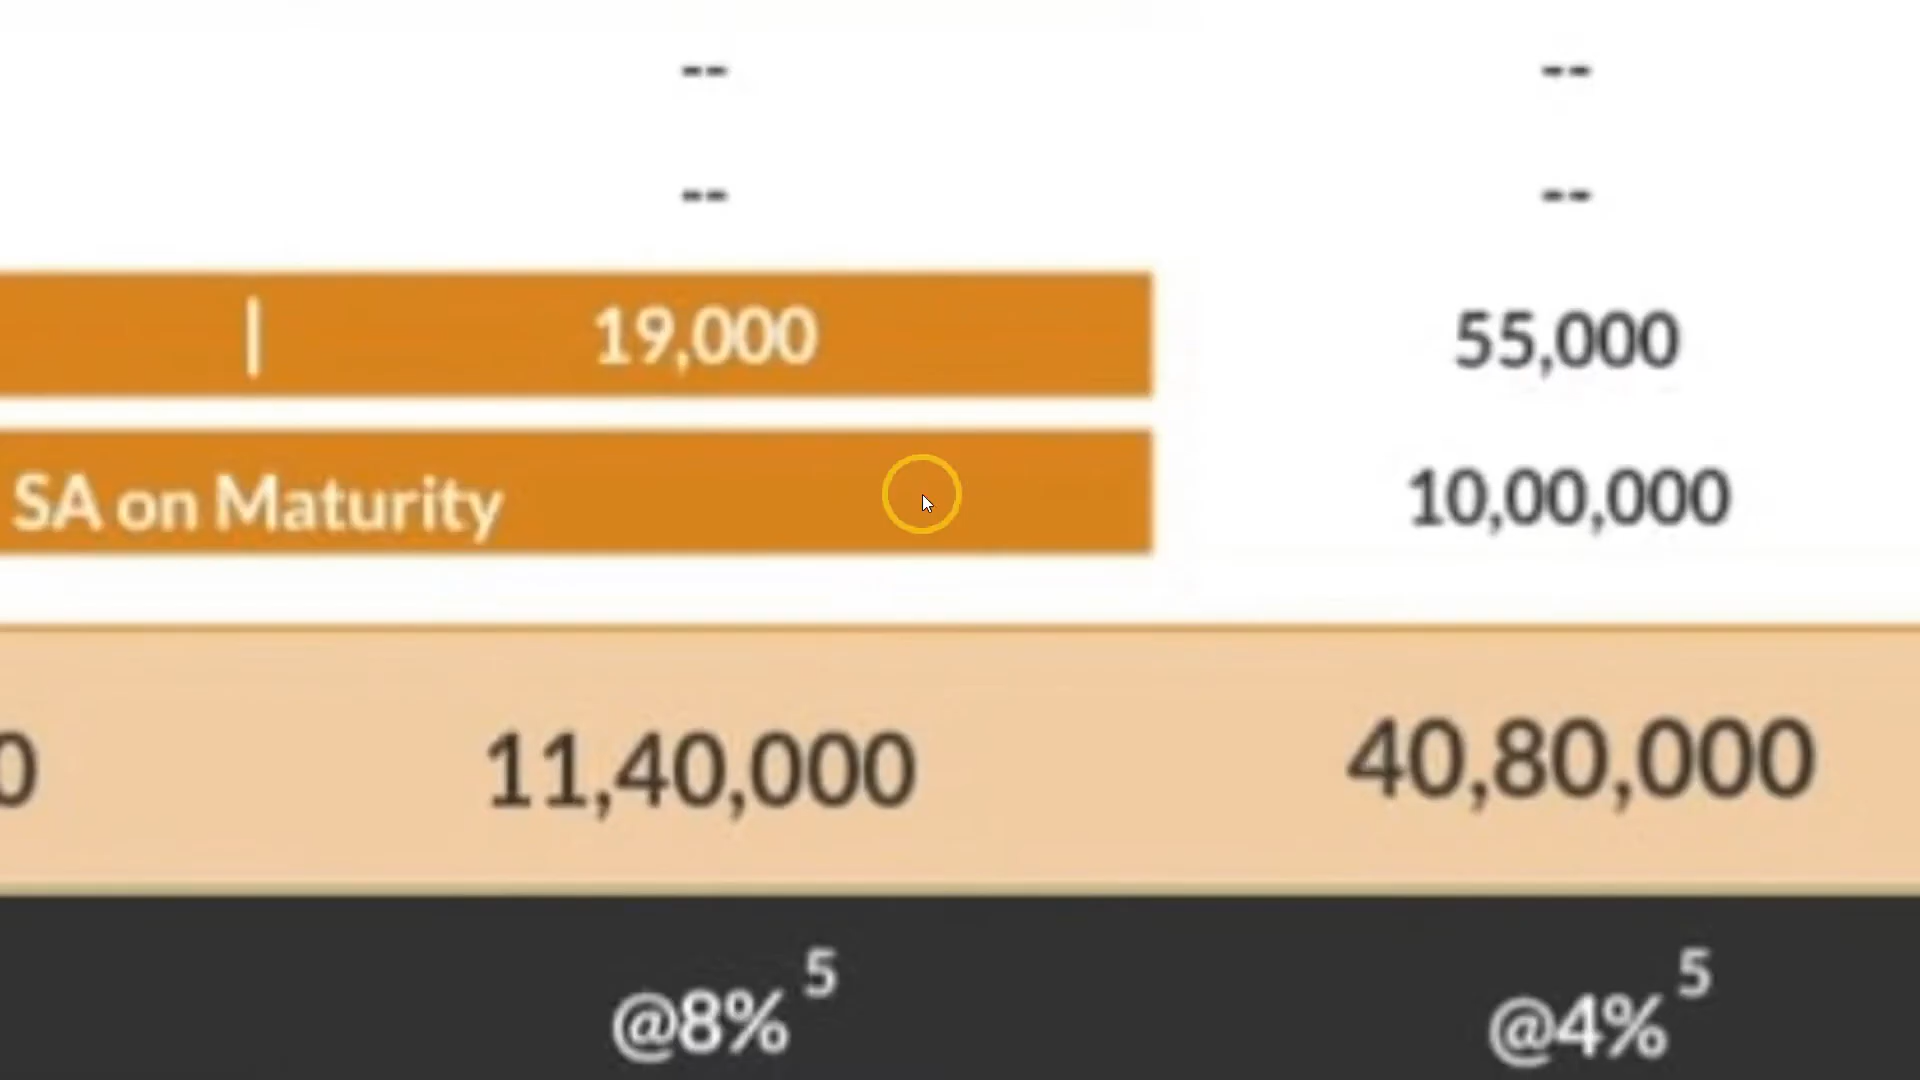 -- --
-- --
| 19,000 55,000
SA on Maturity 10,00,000
0 11,40,000 40,80,000
@8% 5 @4% 5